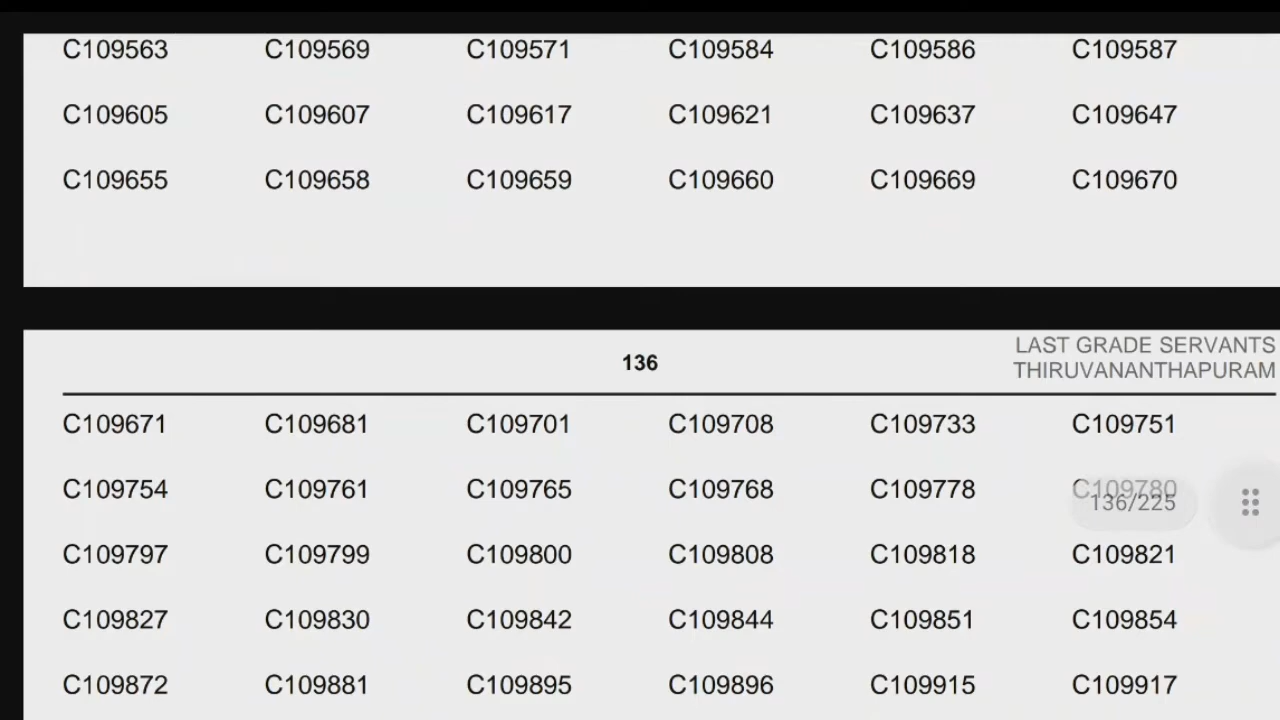 C109563 C109569 C109571 C109584 C109586 C109587
C109605 C109607 C109617 C109621 C109637 C109647
C109655 C109658 C109659 C109660 C109669 C109670
136
LAST GRADE SERVANTS
THIRUVANANTHAPURAM
C109671 C109681 C109701 C109708 C109733 C109751
C109754 C109761 C109765 C109768 C109778 C109780
136/225
C109797 C109799 C109800 C109808 C109818 C109821
C109827 C109830 C109842 C109844 C109851 C109854
C109872 C109881 C109895 C109896 C109915 C109917